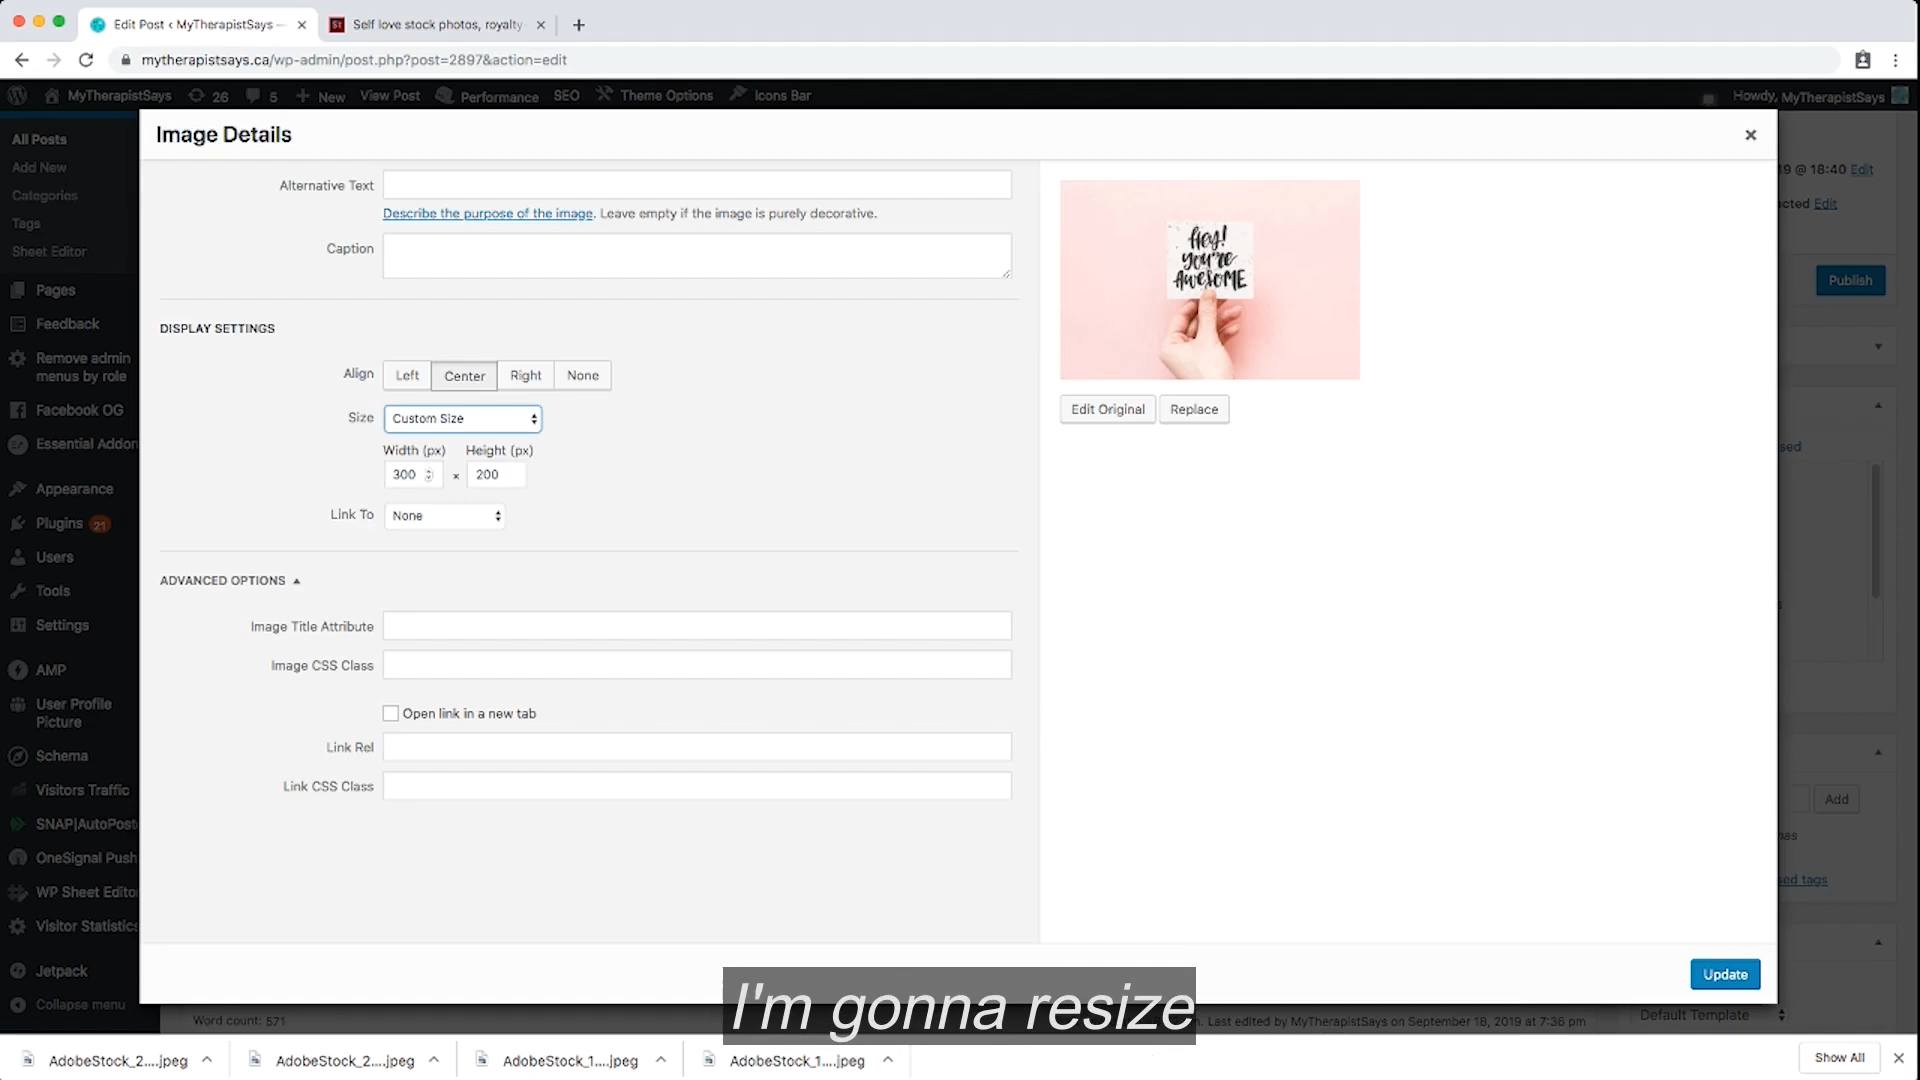 Edit Post ‹ MyTherapistSays —
Self love stock photos, royalty
mytherapistsays.ca/wp-admin/post.php?post=2897&action=edit
MyTherapistSays 26 5 New View Post Performance SEO Theme Options Icons Bar Howdy, MyTherapistSays
Image Details
All Posts
Add New
Categories
Tags
Sheet Editor
Pages
Feedback
Remove admin
menus by role
Facebook OG
Essential Addon
Appearance
Plugins 21
Users
Tools
Settings
AMP
User Profile
Picture
Schema
Visitors Traffic
SNAP|AutoPost
OneSignal Push
WP Sheet Editor
Visitor Statistics
Jetpack
Collapse menu
Alternative Text
Describe the purpose of the image. Leave empty if the image is purely decorative.
Caption
DISPLAY SETTINGS
Align Left Center Right None
Size Custom Size
Width (px) Height (px)
300 × 200
Link To None
ADVANCED OPTIONS
Image Title Attribute
Image CSS Class
Open link in a new tab
Link Rel
Link CSS Class
Hey!
you're
AWESOME
Edit Original Replace
19 @ 18:40 Edit
cted Edit
Publish
sed
Add
sed tags
Update
I'm gonna resize
Word count: 571
Last edited by MyTherapistSays on September 18, 2019 at 7:36 pm
Default Template
AdobeStock_2....jpeg
AdobeStock_2....jpeg
AdobeStock_1....jpeg
AdobeStock_1....jpeg
Show All